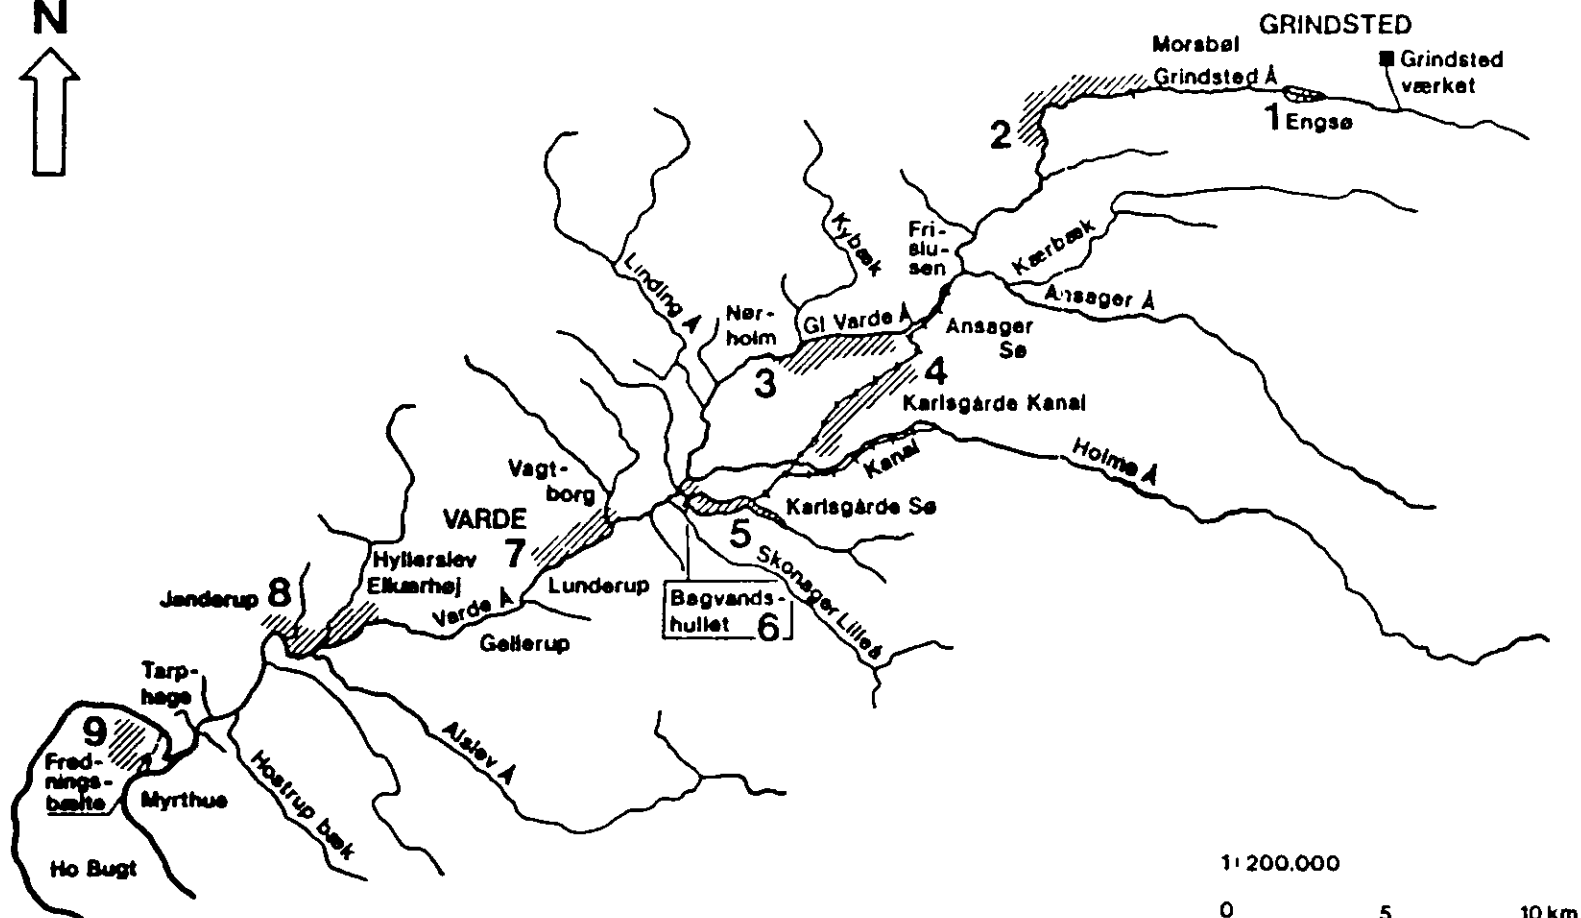 N
GRINDSTED
Morsbøl
Grindsted Å
Grindsted
værket
1
Engsø
2
Kybæk
Fri-
slu-
sen
Kærbæk
Linding Å
Ansager Å
Nør-
holm
Gl Varde Å
Ansager
Sø
3
4
Karlsgårde Kanal
Holme Å
Kanal
Vagt-
borg
Karlsgårde Sø
VARDE
5
7
Skonager Lilleå
Hyllerslev
Elkærhøj
Lunderup
Janderup
8
Varde Å
Bagvands-
hullet
6
Gellerup
Tarp-
hage
9
Alslev Å
Fred-
nings-
bælte
Myrthue
Hostrup bæk
Ho Bugt
1:200.000
0 5 10 km